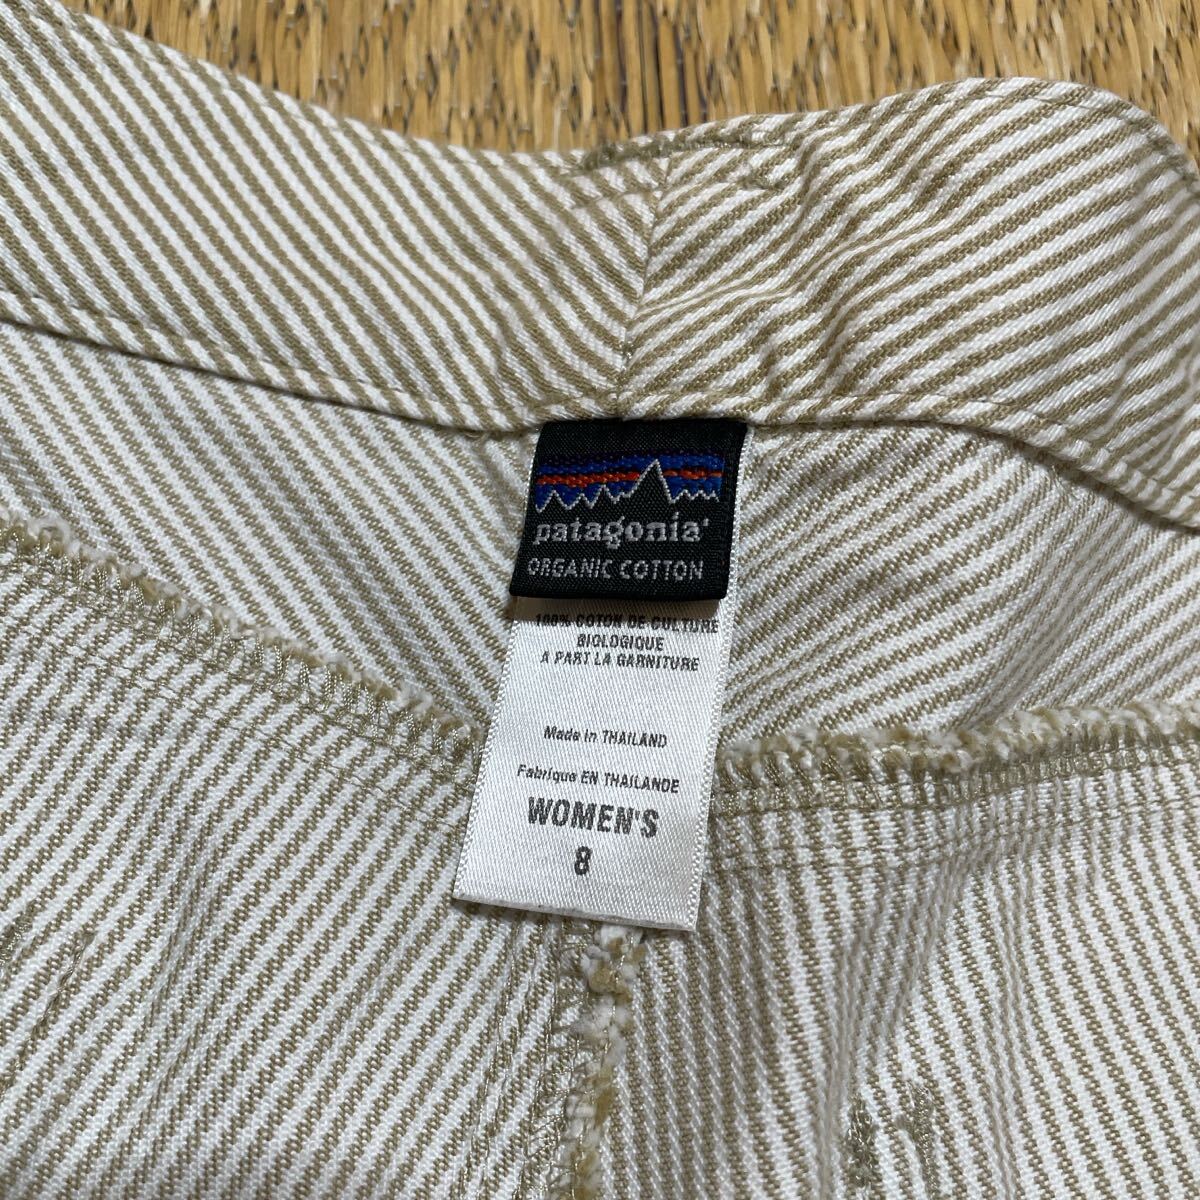 patagonia
ORGANIC COTTON
100% COTON DE CULTURE
BIOLOGIQUE
A PART LA GARNITURE
Made in THAILAND
Fabrique EN THAILANDE
WOMEN'S
8